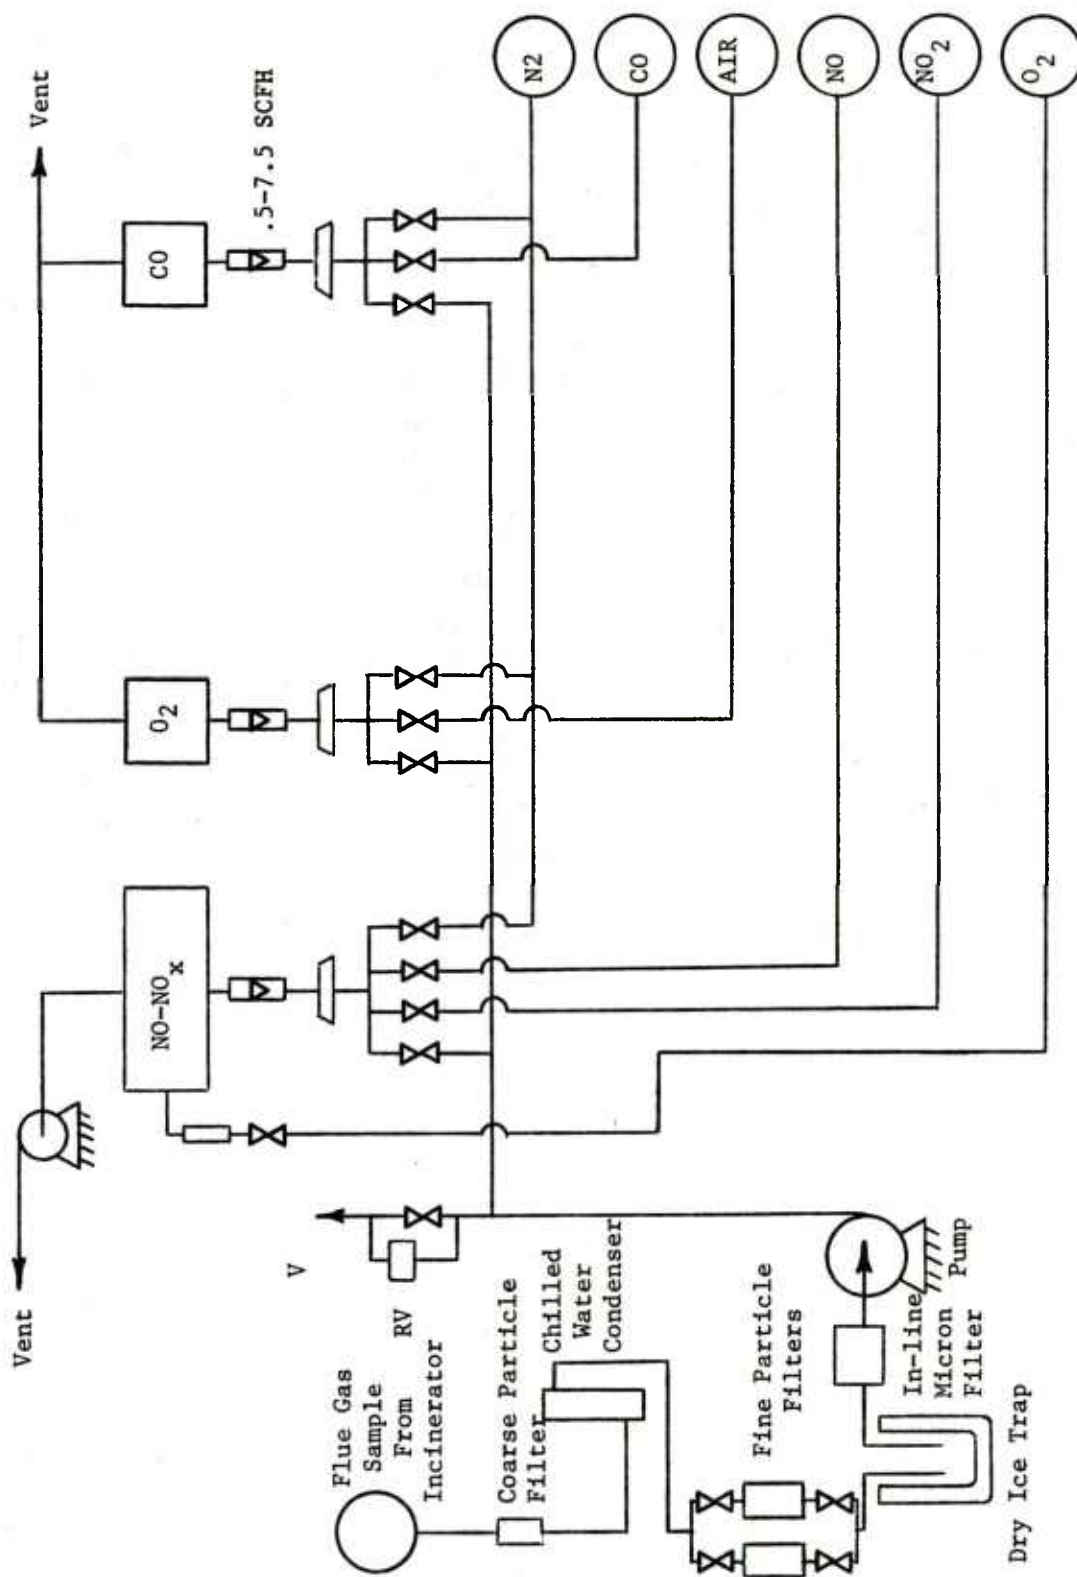 Vent
Vent
NO-NOx
O2
CO
.5-7.5 SCFH
N2
CO
AIR
NO
NO2
O2
V
RV
Flue Gas
Sample
From
Incinerator
Coarse Particle
Filter
Chilled
Water
Condenser
Fine Particle
Filters
Dry Ice Trap
In-line
Micron
Filter
Pump